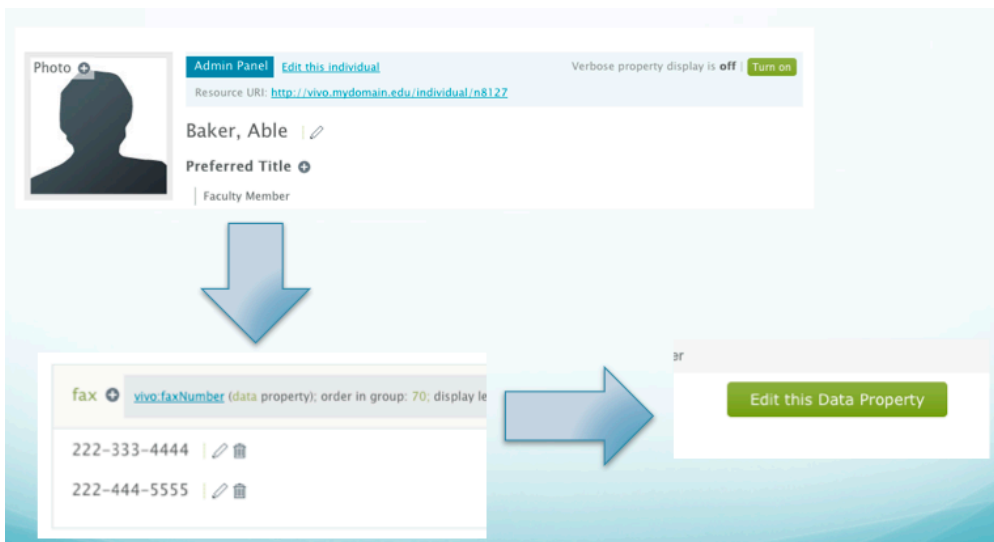 Photo
Admin Panel Edit this individual Verbose property display is off | Turn on
Resource URI: http://vivo.mydomain.edu/individual/n8127
Baker, Able
Preferred Title
Faculty Member
fax vivo:faxNumber (data property); order in group: 70; display le
222-333-4444
222-444-5555
er
Edit this Data Property